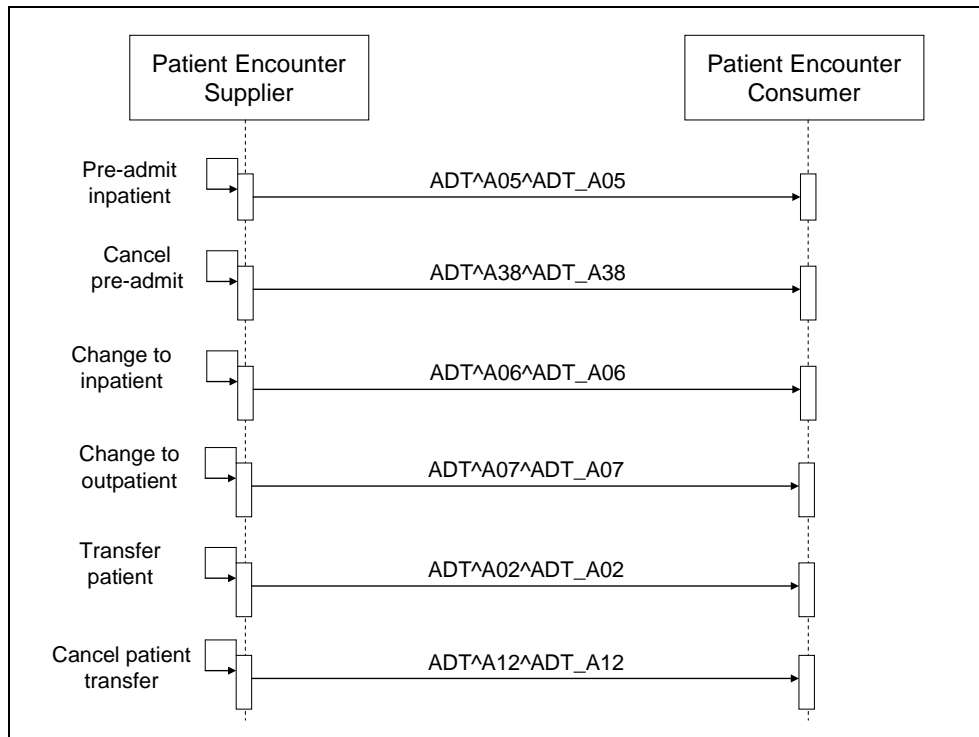 Patient Encounter
Supplier
Patient Encounter
Consumer
Pre-admit
inpatient
ADT^A05^ADT_A05
Cancel
pre-admit
ADT^A38^ADT_A38
Change to
inpatient
ADT^A06^ADT_A06
Change to
outpatient
ADT^A07^ADT_A07
Transfer
patient
ADT^A02^ADT_A02
Cancel patient
transfer
ADT^A12^ADT_A12